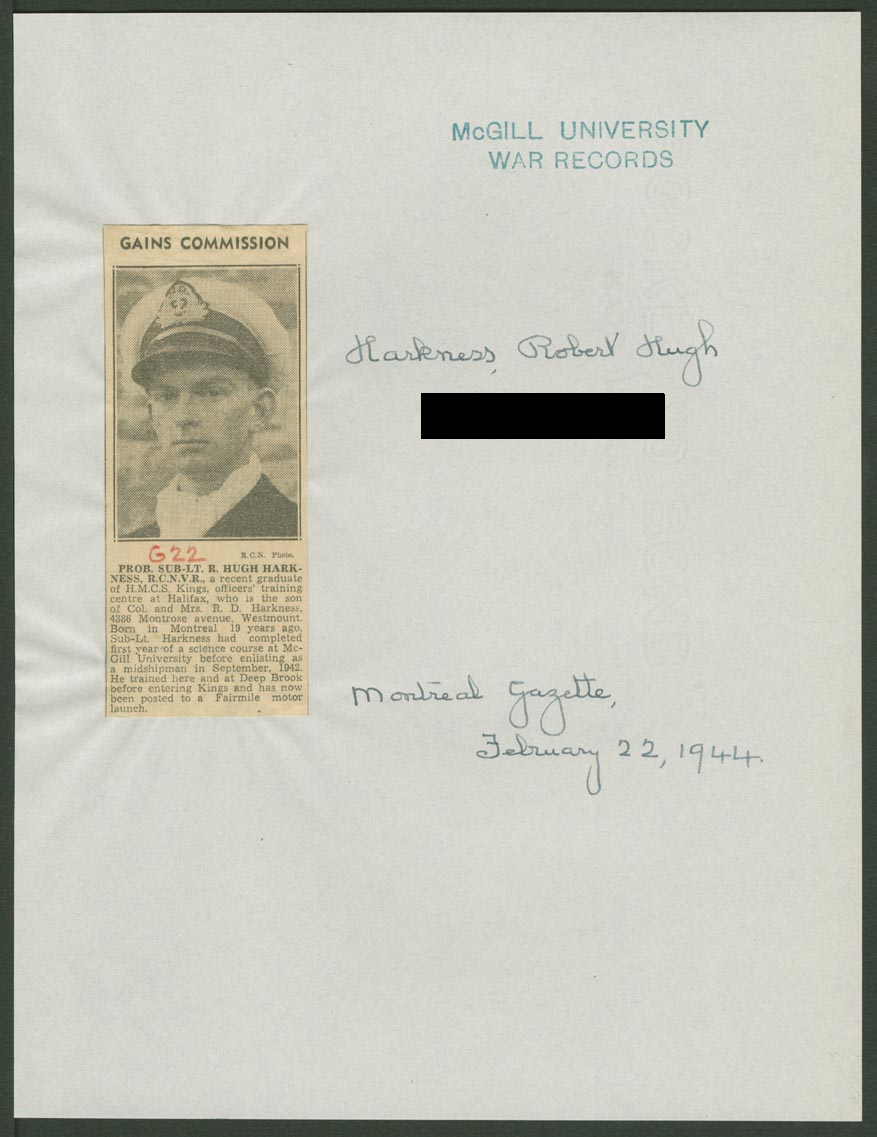 McGILL UNIVERSITY
WAR RECORDS
GAINS COMMISSION
Harkness, Robert Hugh
G22
R.C.N. Photo.
PROB. SUB-LT. R. HUGH HARK-
NESS, R.C.N.V.R., a recent graduate
of H.M.C.S. Kings, officers' training
centre at Halifax, who is the son
of Col. and Mrs. R. D. Harkness,
4386 Montrose avenue, Westmount.
Born in Montreal 19 years ago,
Sub-Lt. Harkness had completed
first year of a science course at Mc-
Gill University before enlisting as
a midshipman in September, 1942.
He trained here and at Deep Brook
before entering Kings and has now
been posted to a Fairmile motor
launch.
Montreal Gazette,
February 22, 1944.